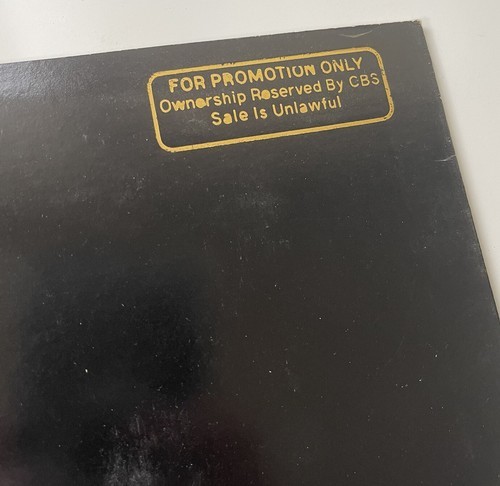 FOR PROMOTION ONLY
Ownership Reserved By CBS
Sale Is Unlawful